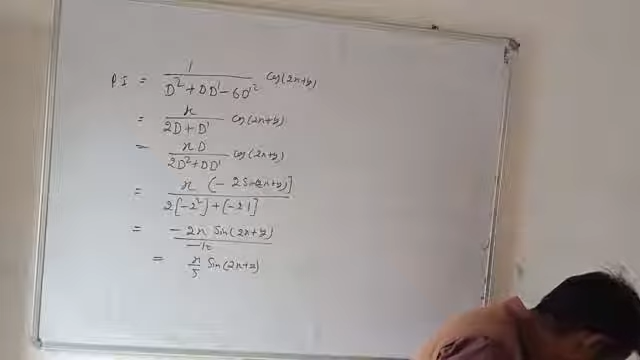 PI = 1 / D² + DD' - 6D'² cos(2x+y)
= x / 2D + D' cos(2x+y)
= xD / 2D² + DD' cos(2x+y)
= x [- 2 Sin(2x+y)] / 2[-2²] + [-2 1]
= - 2x Sin(2x+y) / -10
= x/5 Sin(2x+y)